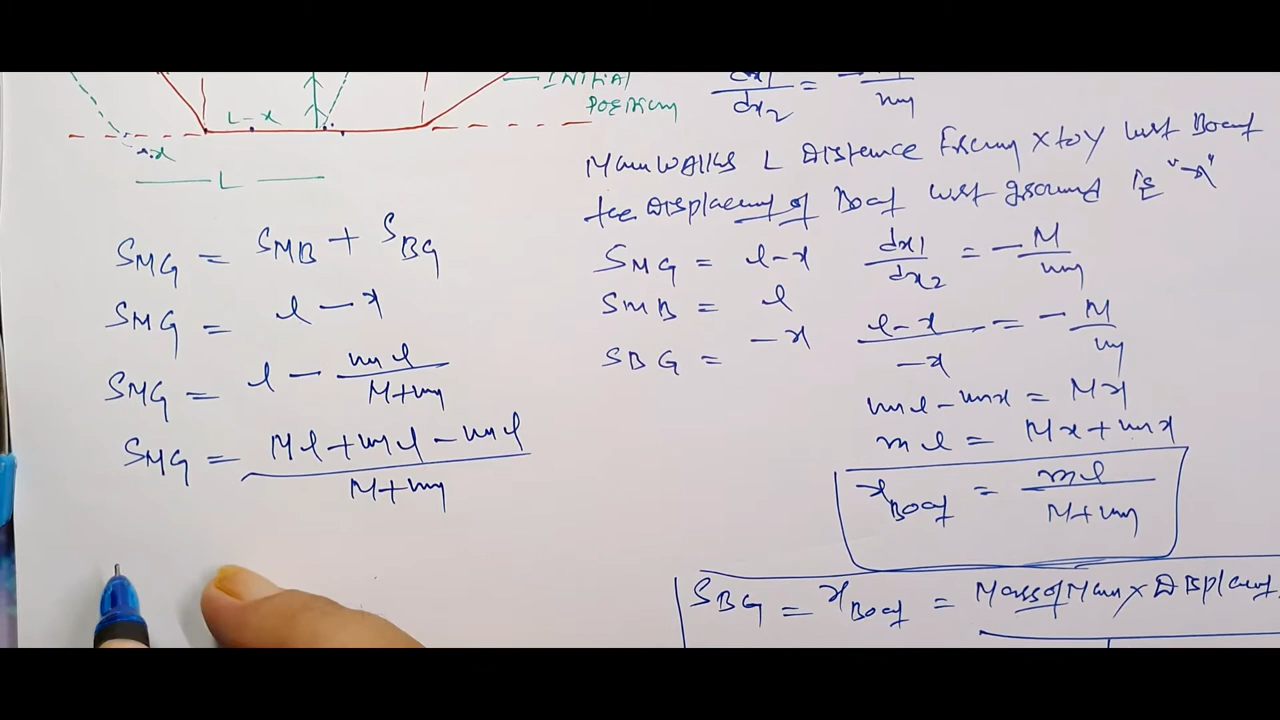 INITIAL
POSITION
L-x
-x
L
dx1/dx2 =
m
Man walks L Distance From X to Y wrt Boat
the Displacement of Boat wrt ground is "-x"
SMG = SMB + SBG
SMG = l - x
SMG = l - ml/(M+m)
SMG = (Ml+ml-ml)/(M+m)
SMG = l-x
SMB = l
SBG = -x
dx1/dx2 = -M/m
(l-x)/-x = -M/m
ml-mx = Mx
ml = Mx+mx
xBoat = ml/(M+m)
SBG = xBoat = Mass of Man x Displacement